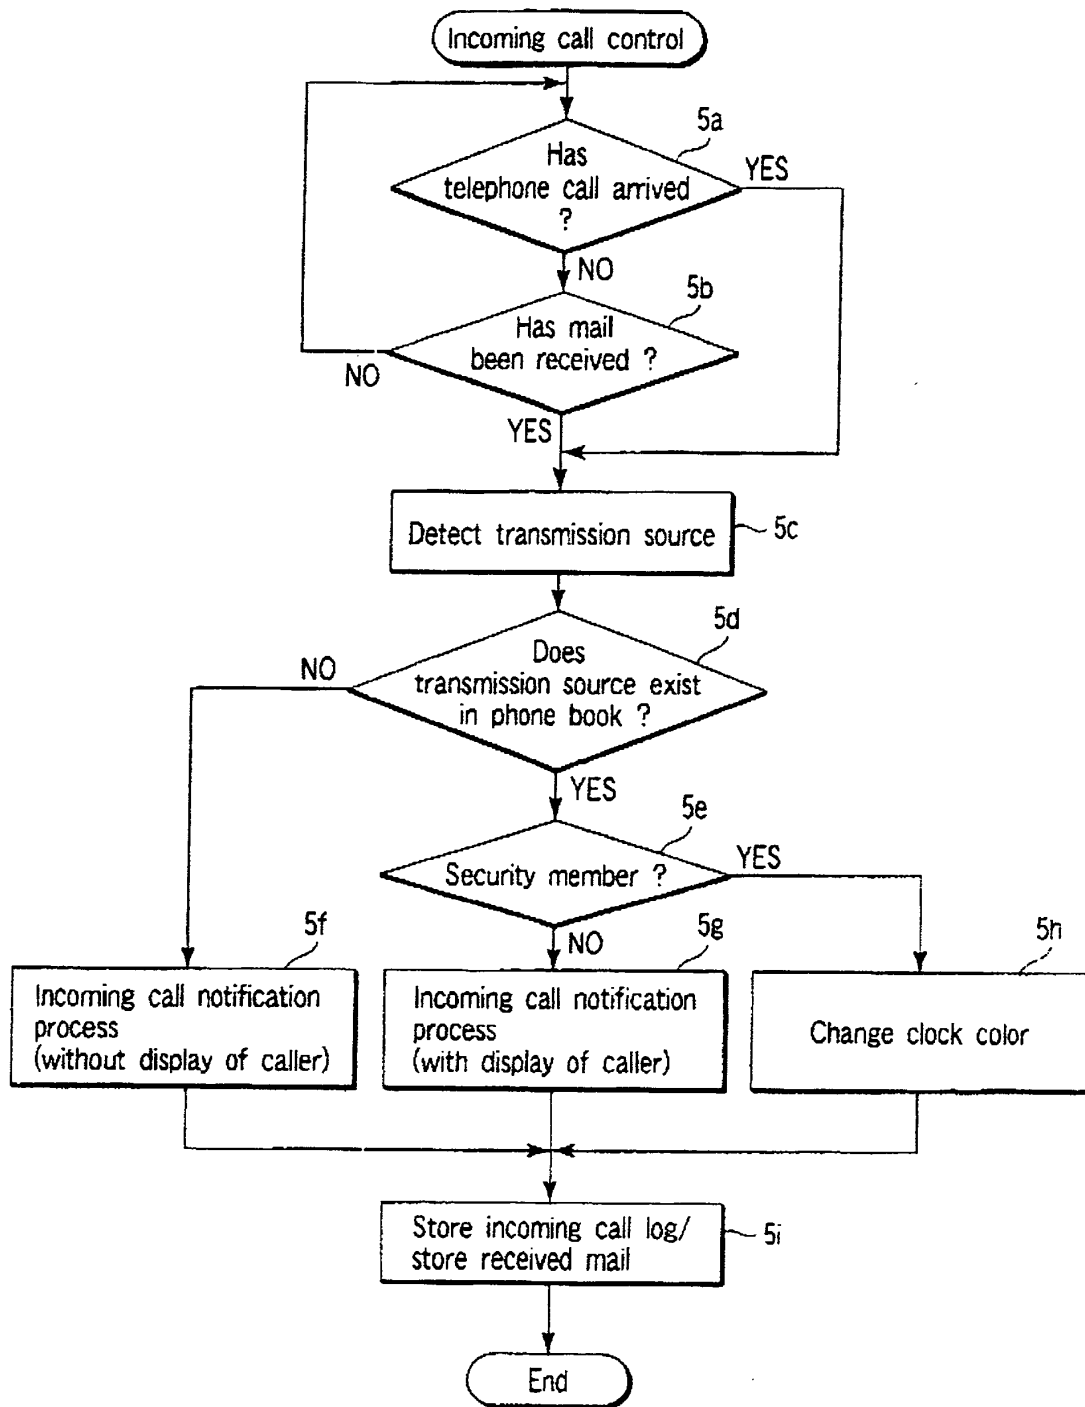 Incoming call control
5a
Has
telephone call arrived
?
YES
NO
5b
Has mail
been received ?
NO
YES
Detect transmission source
5c
5d
Does
transmission source exist
in phone book ?
NO
YES
5e
Security member ?
YES
NO
5f
Incoming call notification
process
(without display of caller)
5g
Incoming call notification
process
(with display of caller)
5h
Change clock color
Store incoming call log/
store received mail
5i
End